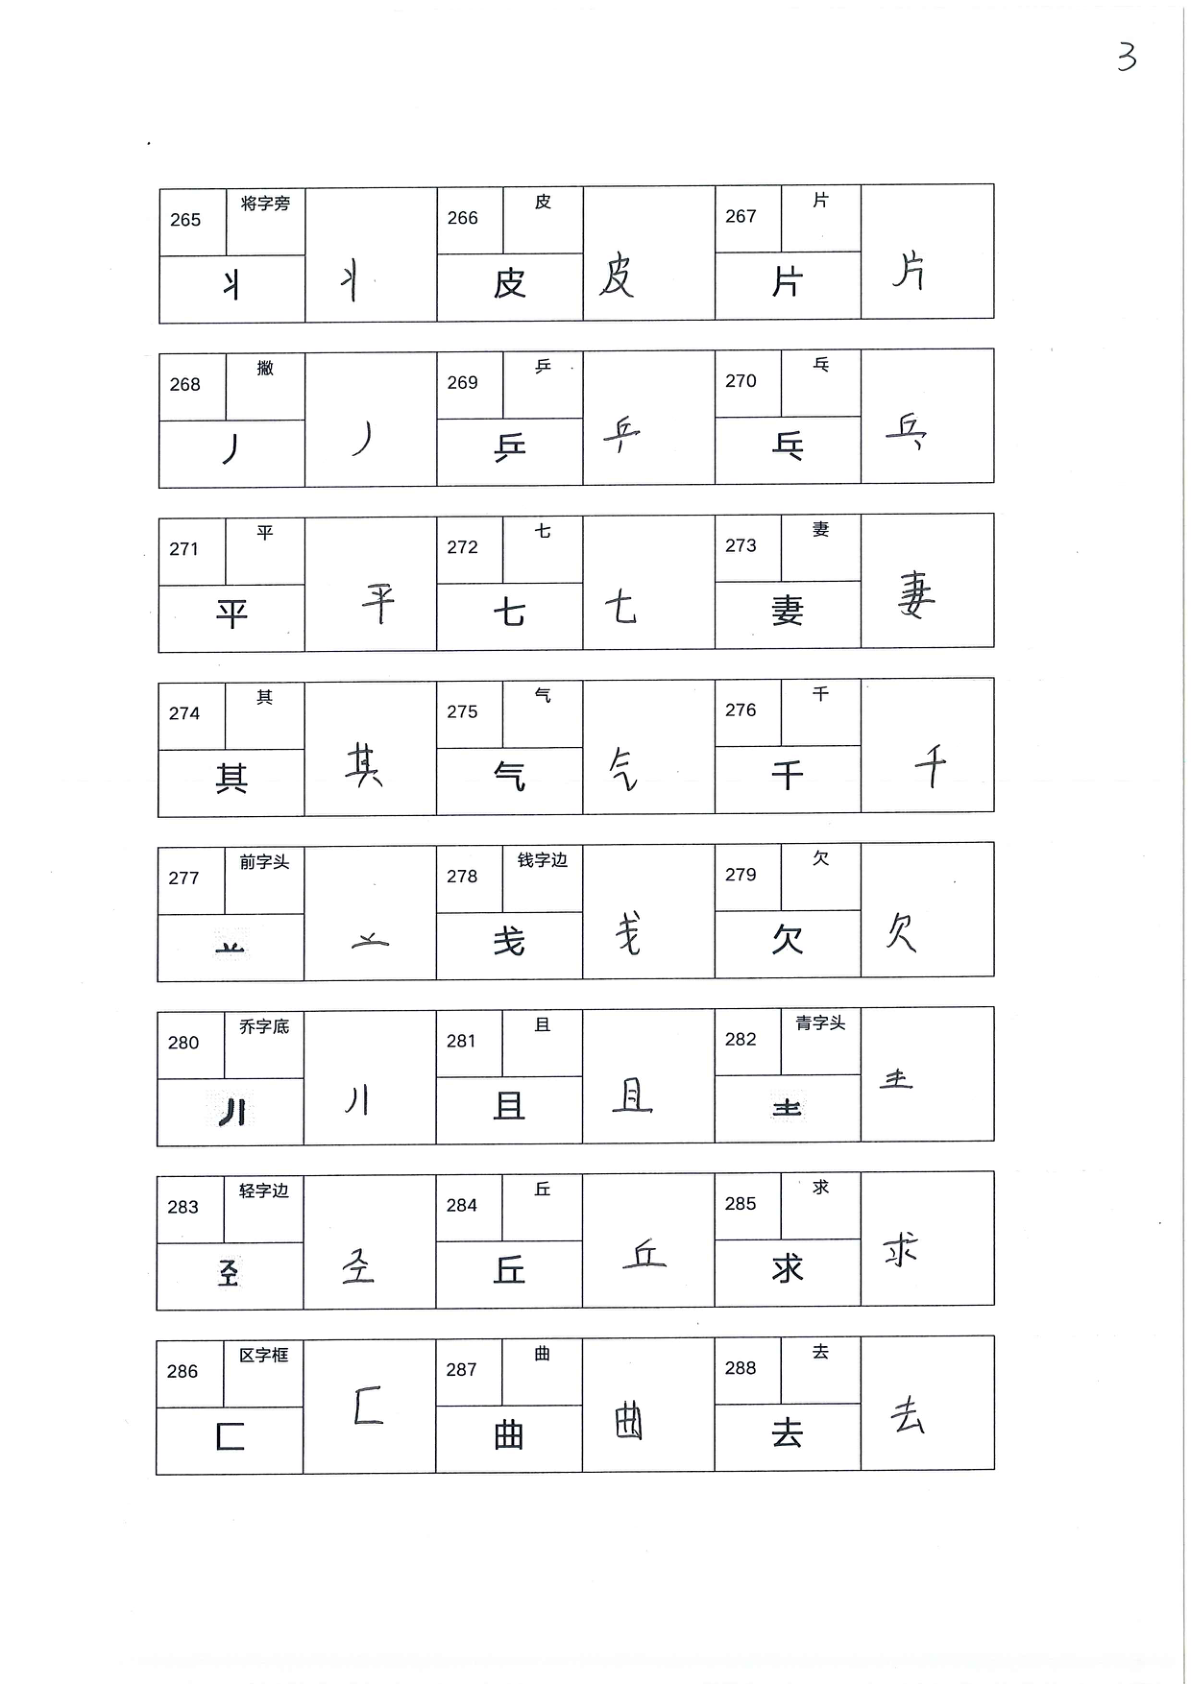 3
265 将字旁 丬 丬 266 皮 皮 皮 267 片 片 片
268 撇 丿 丿 269 乒 乒 乒 270 乓 乓 乓
271 平 平 平 272 七 七 七 273 妻 妻 妻
274 其 其 其 275 气 气 气 276 千 千 千
277 前字头 䒑 䒑 278 钱字边 戋 戋 279 欠 欠 欠
280 乔字底 〢 〢 281 且 且 且 282 青字头 龶 龶
283 轻字边 𢀖 𢀖 284 丘 丘 丘 285 求 求 求
286 区字框 匚 匚 287 曲 曲 曲 288 去 去 去